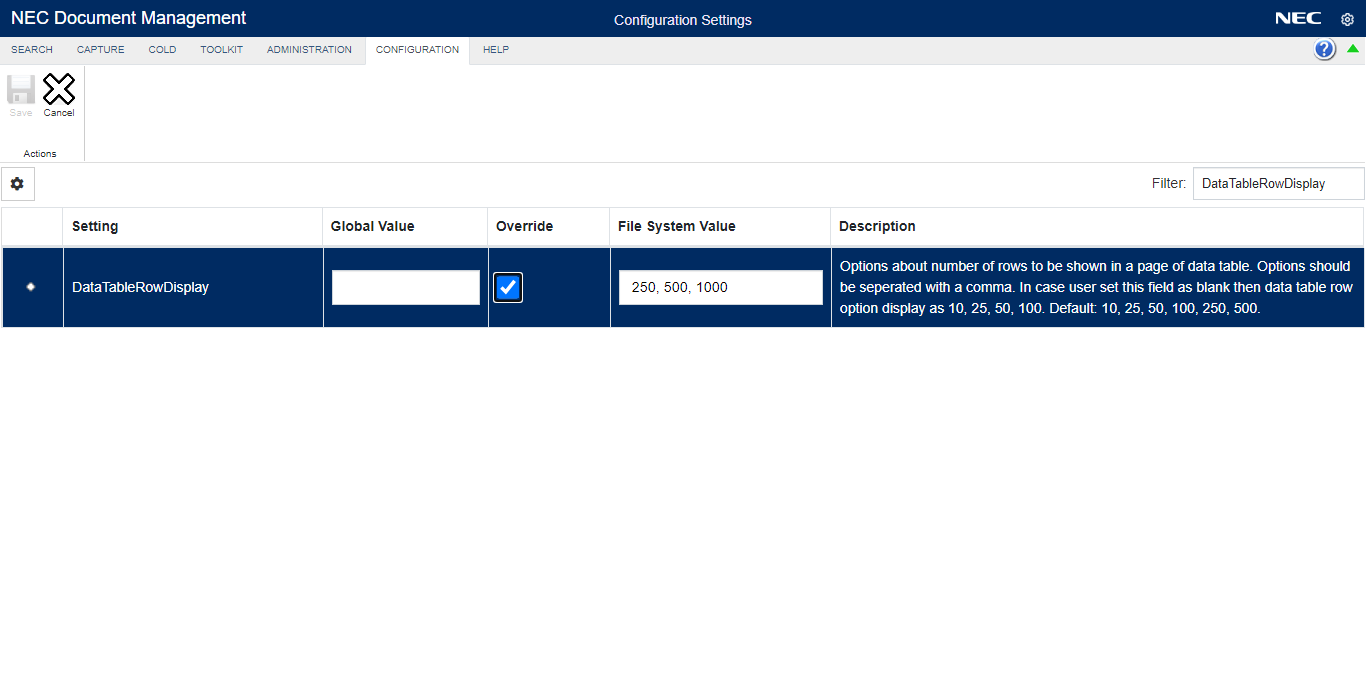 NEC Document Management
Configuration Settings
NEC
SEARCH
CAPTURE
COLD
TOOLKIT
ADMINISTRATION
CONFIGURATION
HELP
?
Save
Cancel
Actions
Filter:
DataTableRowDisplay
Setting
Global Value
Override
File System Value
Description
DataTableRowDisplay
250, 500, 1000
Options about number of rows to be shown in a page of data table. Options should
be seperated with a comma. In case user set this field as blank then data table row
option display as 10, 25, 50, 100. Default: 10, 25, 50, 100, 250, 500.